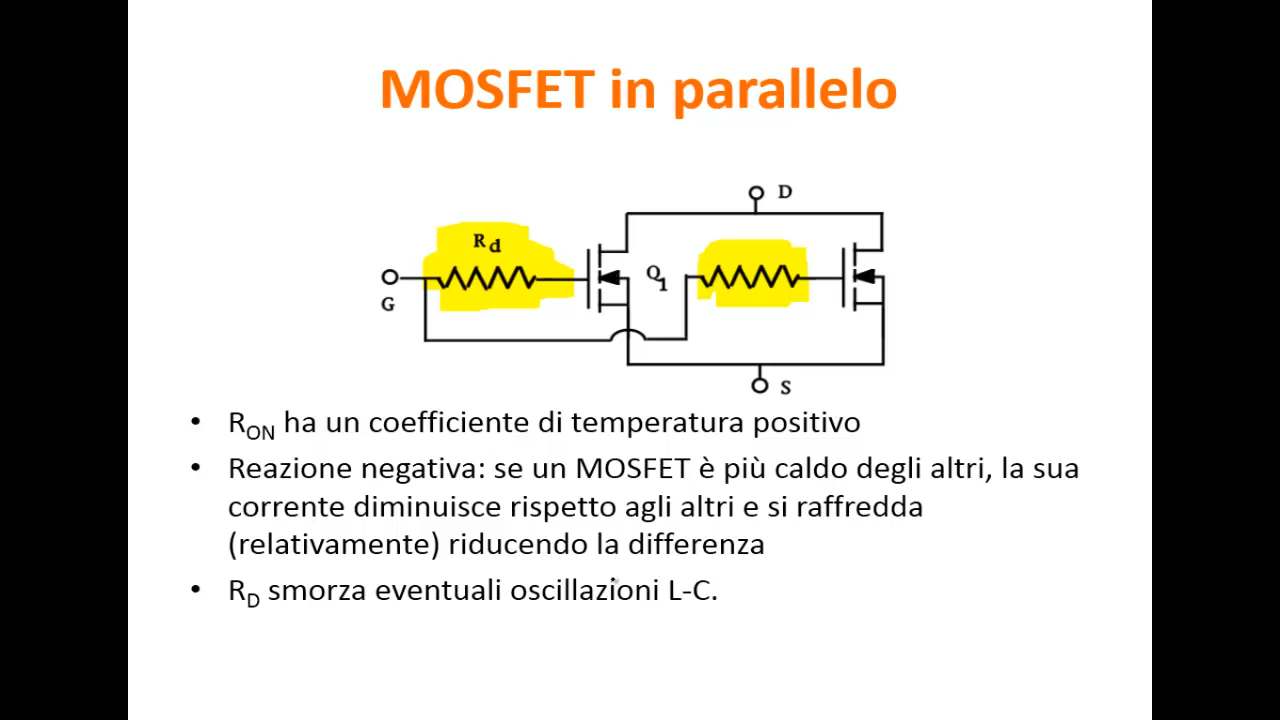 MOSFET in parallelo
D
Rd
Q1
G
S
• RON ha un coefficiente di temperatura positivo
• Reazione negativa: se un MOSFET è più caldo degli altri, la sua
corrente diminuisce rispetto agli altri e si raffredda
(relativamente) riducendo la differenza
• RD smorza eventuali oscillazioni L-C.